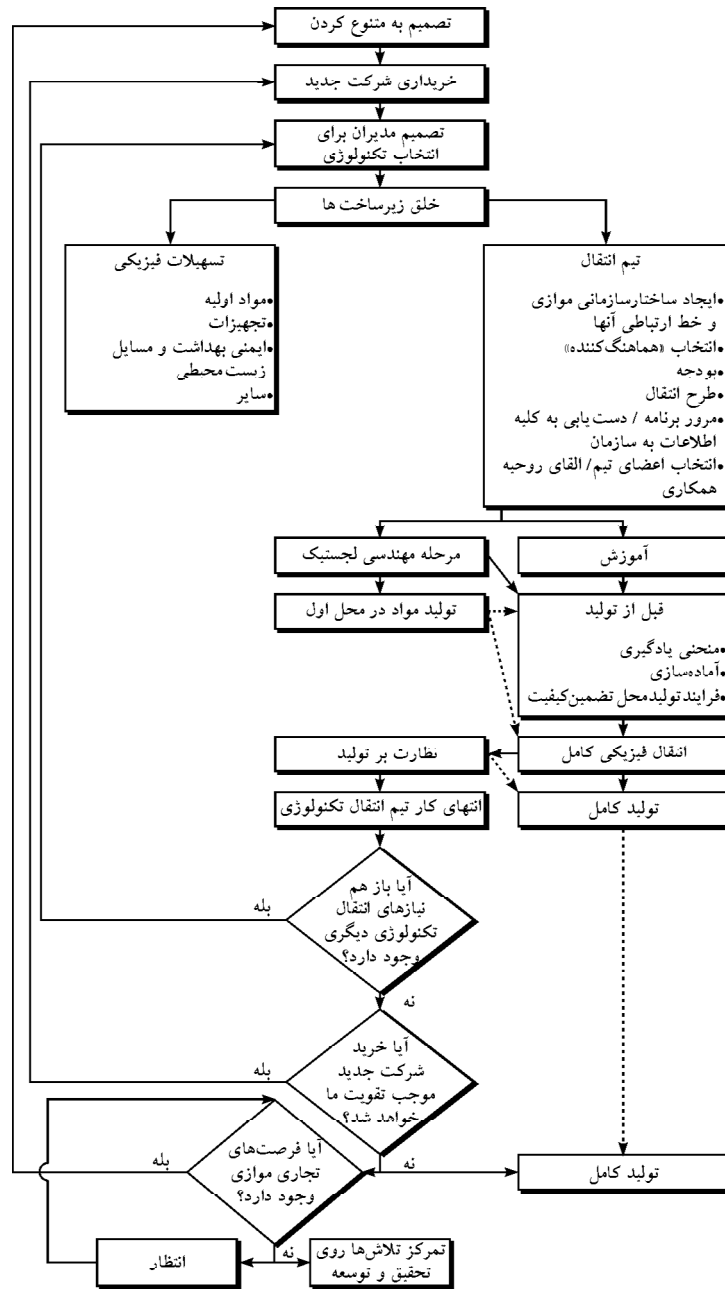 تصمیم به متنوع کردن
خریداری شرکت جدید
تصمیم مدیران برای
انتخاب تکنولوژی
خلق زیرساخت ها
تیم انتقال
•ایجاد ساختارسازمانی موازی
و خط ارتباطی آنها
•انتخاب «هماهنگ‌کننده»
•بودجه
•طرح انتقال
•مرور برنامه / دست‌یابی به کلیه
اطلاعات به سازمان
•انتخاب اعضای تیم/ القای روحیه
همکاری
تسهیلات فیزیکی
•مواد اولیه
•تجهیزات
•ایمنی بهداشت و مسایل
زیست‌محیطی
•سایر
آموزش
مرحله مهندسی لجستیک
قبل از تولید
•منحنی یادگیری
•آماده‌سازی
•فرایندتولیدمحل تضمین‌کیفیت
تولید مواد در محل اول
انتقال فیزیکی کامل
نظارت بر تولید
تولید کامل
انتهای کار تیم انتقال تکنولوژی
آیا باز هم
نیازهای انتقال
تکنولوژی دیگری
وجود دارد؟
بله
نه
آیا خرید
شرکت جدید
موجب تقویت ما
خواهد شد؟
بله
نه
تولید کامل
آیا فرصت‌های
تجاری موازی
وجود دارد؟
بله
نه
تمرکز تلاش‌ها روی
تحقیق و توسعه
انتظار